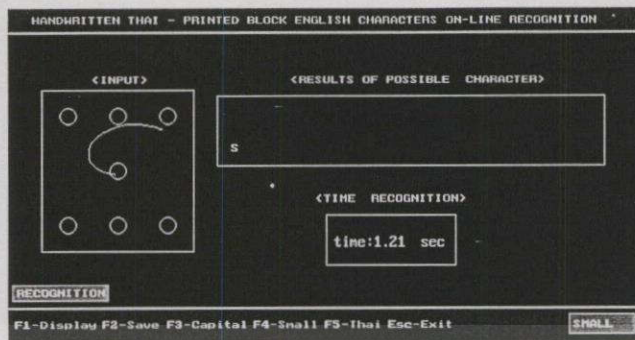 HANDWRITTEN THAI - PRINTED BLOCK ENGLISH CHARACTERS ON-LINE RECOGNITION
<INPUT>
<RESULTS OF POSSIBLE CHARACTER>
s
<TIME RECOGNITION>
time:1.21 sec
RECOGNITION
F1-Display F2-Save F3-Capital F4-Small F5-Thai Esc-Exit
SMALL